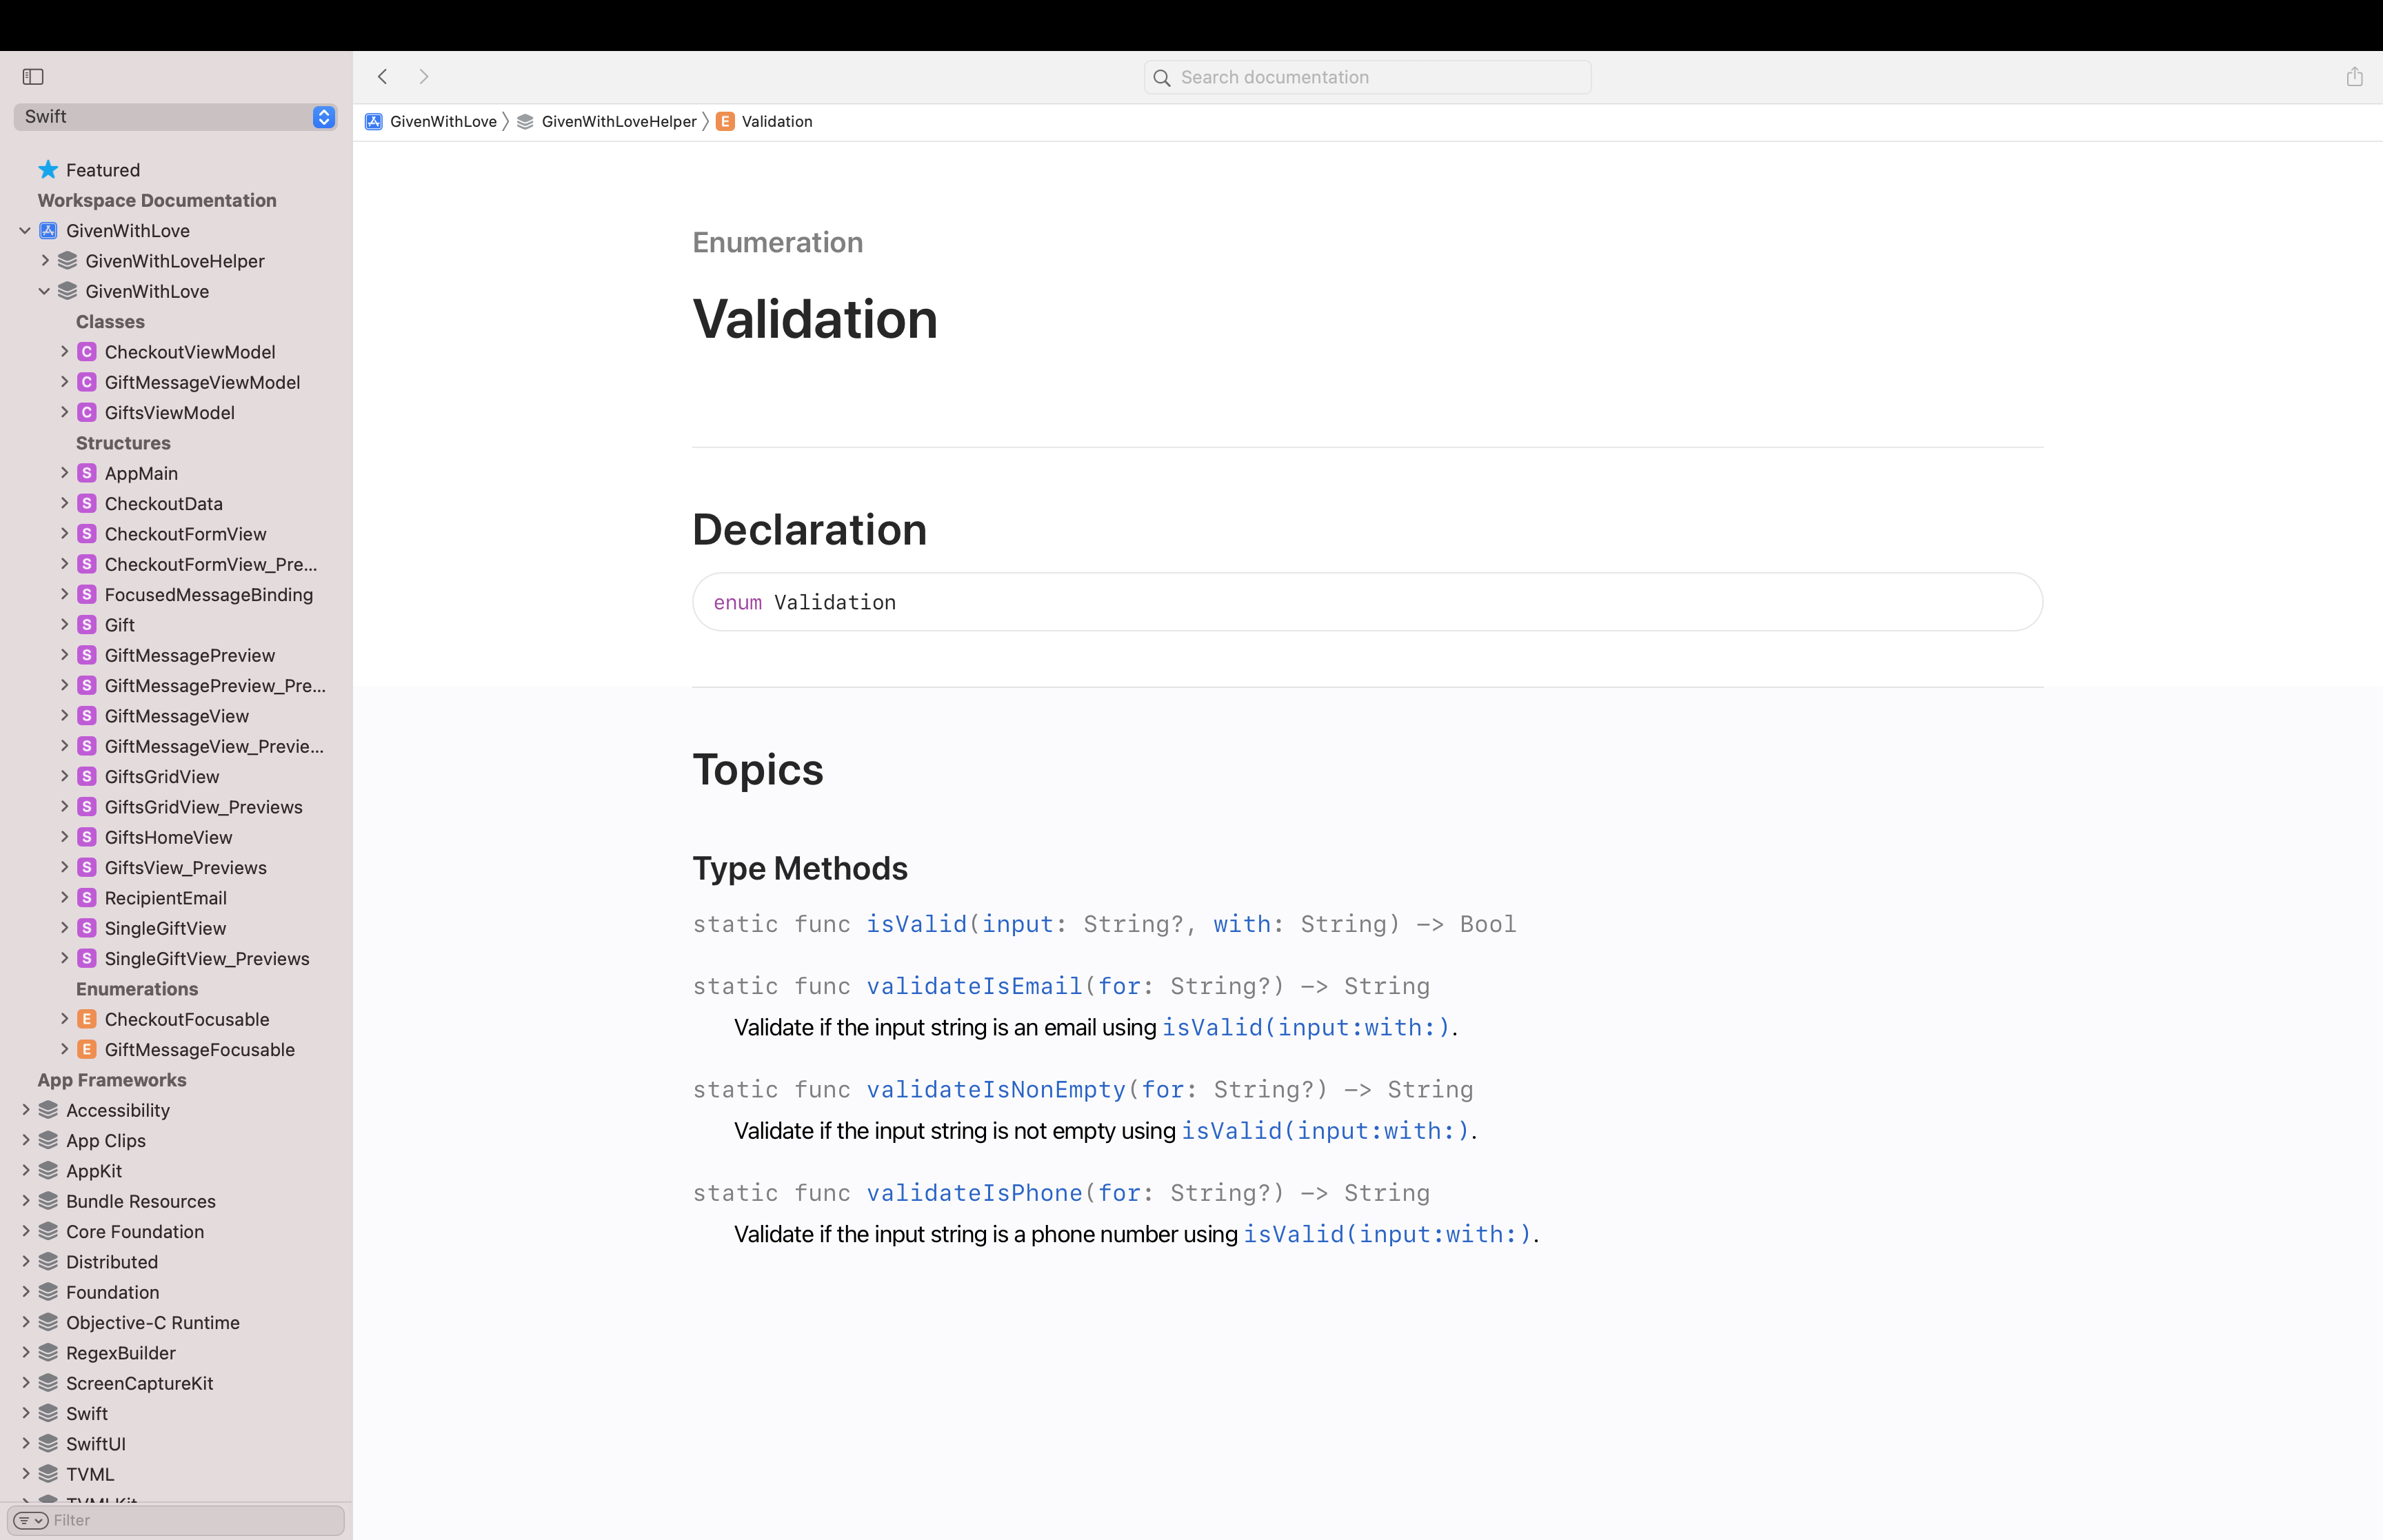 Swift
Featured
Workspace Documentation
GivenWithLove
GivenWithLoveHelper
GivenWithLove
Classes
C CheckoutViewModel
C GiftMessageViewModel
C GiftsViewModel
Structures
S AppMain
S CheckoutData
S CheckoutFormView
S CheckoutFormView_Pre...
S FocusedMessageBinding
S Gift
S GiftMessagePreview
S GiftMessagePreview_Pre...
S GiftMessageView
S GiftMessageView_Previe...
S GiftsGridView
S GiftsGridView_Previews
S GiftsHomeView
S GiftsView_Previews
S RecipientEmail
S SingleGiftView
S SingleGiftView_Previews
Enumerations
E CheckoutFocusable
E GiftMessageFocusable
App Frameworks
Accessibility
App Clips
AppKit
Bundle Resources
Core Foundation
Distributed
Foundation
Objective-C Runtime
RegexBuilder
ScreenCaptureKit
Swift
SwiftUI
TVML
TVMLKit
Filter
Search documentation
GivenWithLove GivenWithLoveHelper E Validation
Enumeration
Validation
Declaration
enum Validation
Topics
Type Methods
static func isValid(input: String?, with: String) -> Bool
static func validateIsEmail(for: String?) -> String
Validate if the input string is an email using isValid(input:with:).
static func validateIsNonEmpty(for: String?) -> String
Validate if the input string is not empty using isValid(input:with:).
static func validateIsPhone(for: String?) -> String
Validate if the input string is a phone number using isValid(input:with:).